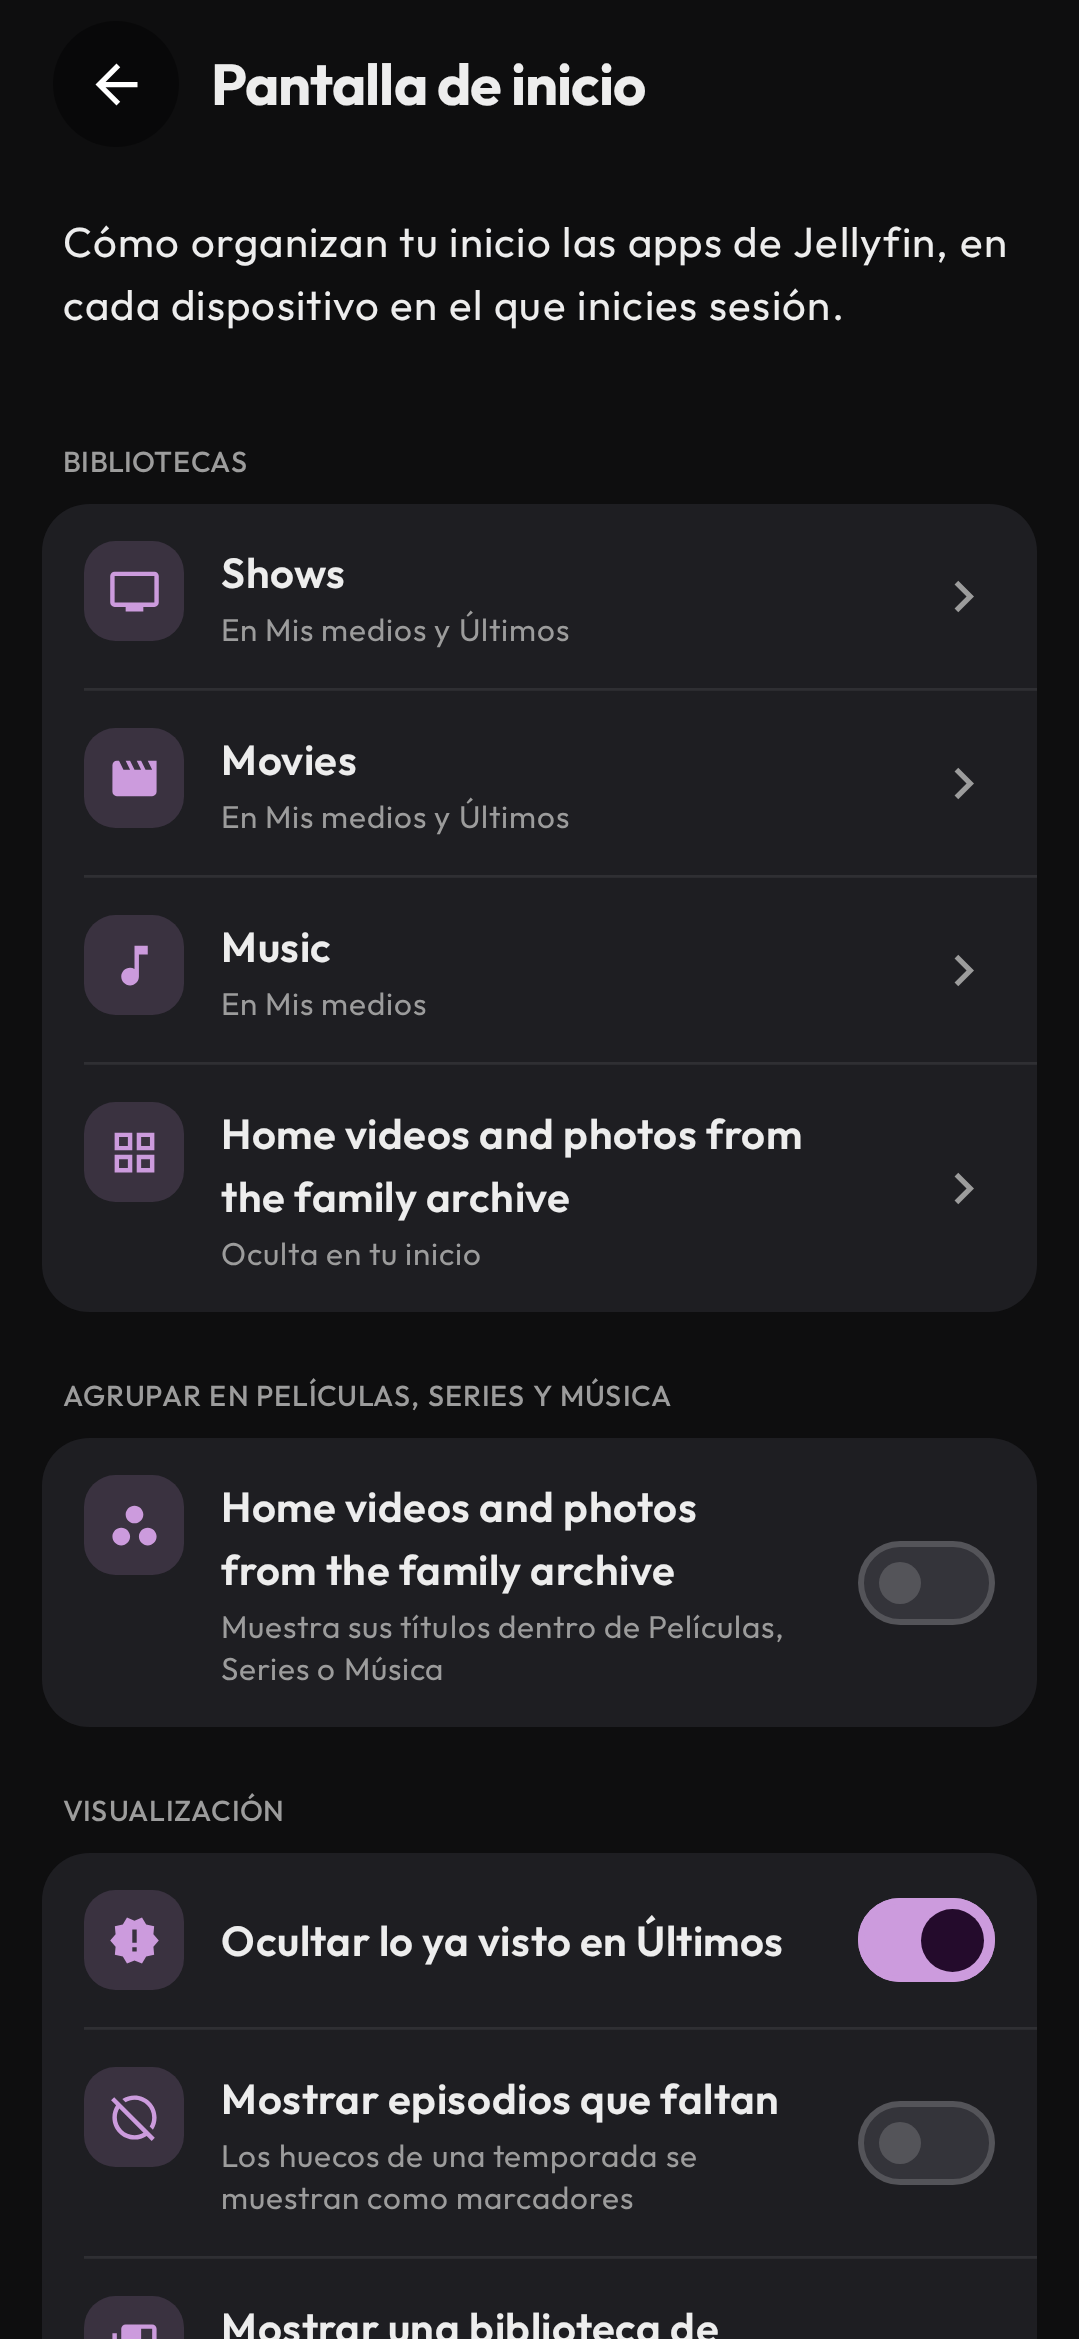 Pantalla de inicio
Cómo organizan tu inicio las apps de Jellyfin, en
cada dispositivo en el que inicies sesión.
BIBLIOTECAS
Shows
En Mis medios y Últimos
Movies
En Mis medios y Últimos
Music
En Mis medios
Home videos and photos from
the family archive
Oculta en tu inicio
AGRUPAR EN PELÍCULAS, SERIES Y MÚSICA
Home videos and photos
from the family archive
Muestra sus títulos dentro de Películas,
Series o Música
VISUALIZACIÓN
Ocultar lo ya visto en Últimos
Mostrar episodios que faltan
Los huecos de una temporada se
muestran como marcadores
Mostrar una biblioteca de